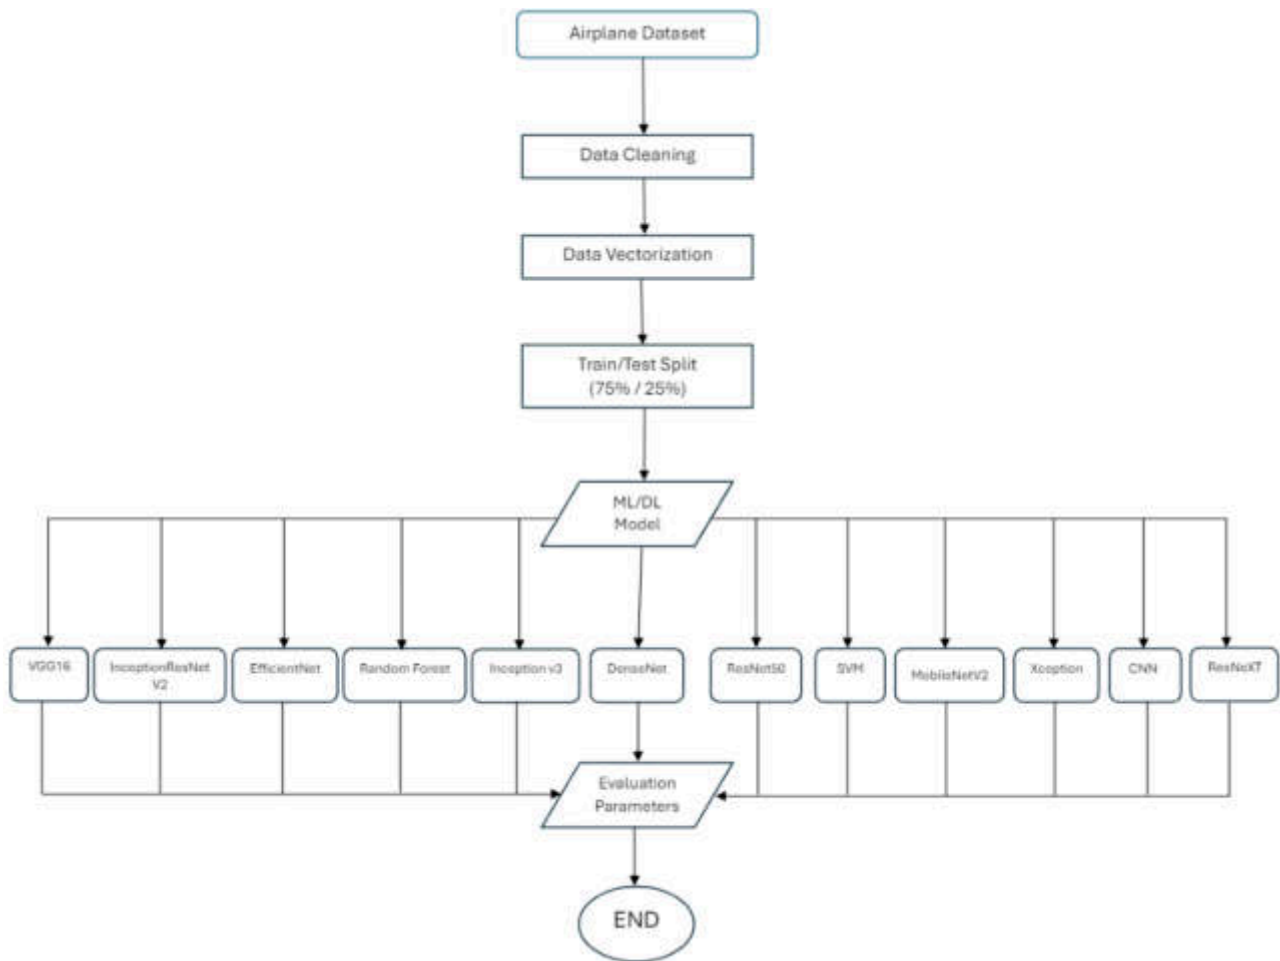 Airplane Dataset
Data Cleaning
Data Vectorization
Train/Test Split
(75% / 25%)
ML/DL
Model
VGG16
InceptionResNet
V2
EfficientNet
Random Forest
Inception v3
DenseNet
ResNet50
SVM
MobileNetV2
Xception
CNN
ResNeXT
Evaluation
Parameters
END